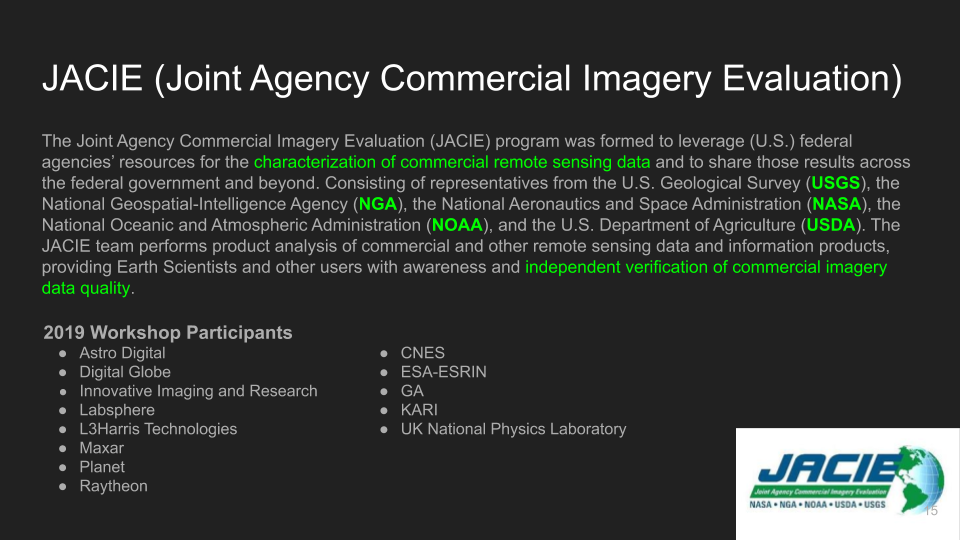 JACIE (Joint Agency Commercial Imagery Evaluation)
The Joint Agency Commercial Imagery Evaluation (JACIE) program was formed to leverage (U.S.) federal
agencies’ resources for the characterization of commercial remote sensing data and to share those results across
the federal government and beyond. Consisting of representatives from the U.S. Geological Survey (USGS), the
National Geospatial-Intelligence Agency (NGA), the National Aeronautics and Space Administration (NASA), the
National Oceanic and Atmospheric Administration (NOAA), and the U.S. Department of Agriculture (USDA). The
JACIE team performs product analysis of commercial and other remote sensing data and information products,
providing Earth Scientists and other users with awareness and independent verification of commercial imagery
data quality.
2019 Workshop Participants
● Astro Digital
● Digital Globe
● Innovative Imaging and Research
● Labsphere
● L3Harris Technologies
● Maxar
● Planet
● Raytheon
● CNES
● ESA-ESRIN
● GA
● KARI
● UK National Physics Laboratory
JACIE
Joint Agency Commercial Imagery Evaluation
NASA • NGA • NOAA • USDA • USGS
15